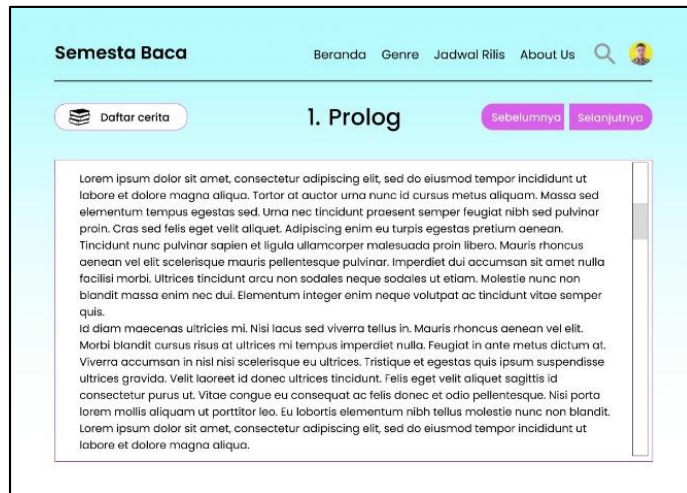 Semesta Baca
Beranda Genre Jadwal Rilis About Us
Daftar cerita
1. Prolog
Sebelumnya Selanjutnya
Lorem ipsum dolor sit amet, consectetur adipiscing elit, sed do eiusmod tempor incididunt ut
labore et dolore magna aliqua. Tortor at auctor urna nunc id cursus metus aliquam. Massa sed
elementum tempus egestas sed. Urna nec tincidunt praesent semper feugiat nibh sed pulvinar
proin. Cras sed felis eget velit aliquet. Adipiscing enim eu turpis egestas pretium aenean.
Tincidunt nunc pulvinar sapien et ligula ullamcorper malesuada proin libero. Mauris rhoncus
aenean vel elit scelerisque mauris pellentesque pulvinar. Imperdiet dui accumsan sit amet nulla
facilisi morbi. Ultrices tincidunt arcu non sodales neque sodales ut etiam. Molestie nunc non
blandit massa enim nec dui. Elementum integer enim neque volutpat ac tincidunt vitae semper
quis.
Id diam maecenas ultricies mi. Nisi lacus sed viverra tellus in. Mauris rhoncus aenean vel elit.
Morbi blandit cursus risus at ultrices mi tempus imperdiet nulla. Feugiat in ante metus dictum at.
Viverra accumsan in nisl nisi scelerisque eu ultrices. Tristique et egestas quis ipsum suspendisse
ultrices gravida. Velit laoreet id donec ultrices tincidunt. Felis eget velit aliquet sagittis id
consectetur purus ut. Vitae congue eu consequat ac felis donec et odio pellentesque. Nisi porta
lorem mollis aliquam ut porttitor leo. Eu lobortis elementum nibh tellus molestie nunc non blandit.
Lorem ipsum dolor sit amet, consectetur adipiscing elit, sed do eiusmod tempor incididunt ut
labore et dolore magna aliqua.